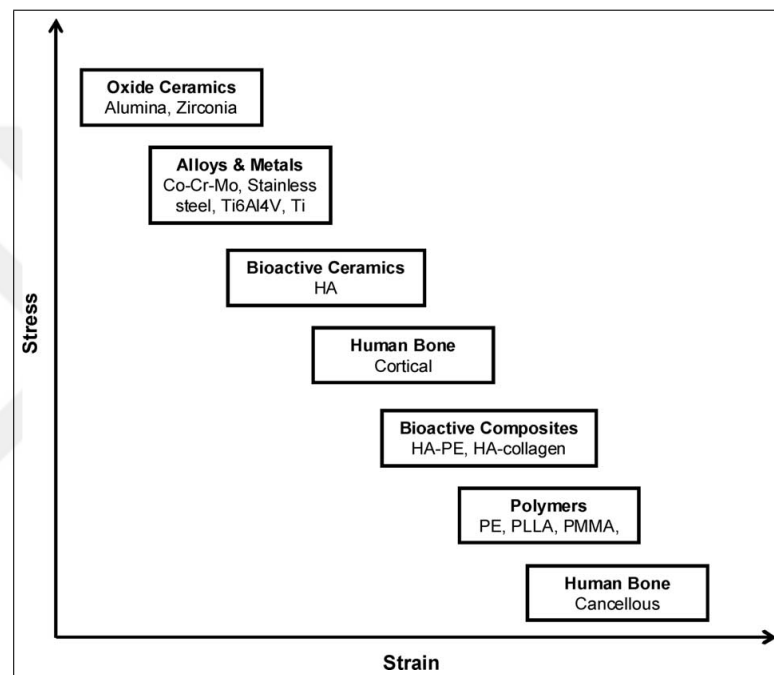 Oxide Ceramics
Alumina, Zirconia
Alloys & Metals
Co-Cr-Mo, Stainless
steel, Ti6Al4V, Ti
Bioactive Ceramics
HA
Human Bone
Cortical
Bioactive Composites
HA-PE, HA-collagen
Polymers
PE, PLLA, PMMA,
Human Bone
Cancellous
Stress
Strain